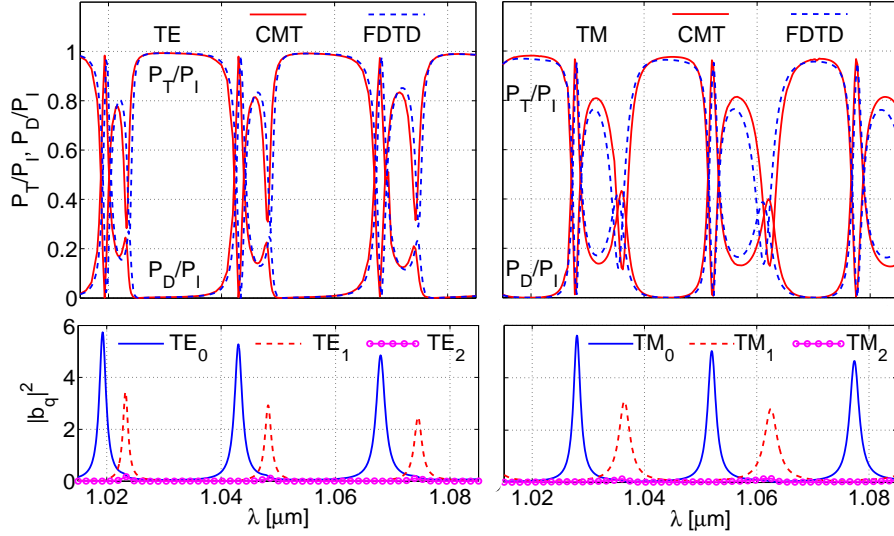 TE CMT FDTD
TM CMT FDTD
P_T/P_I, P_D/P_I
1
0.8
0.6
0.4
0.2
0
P_T/P_I
P_D/P_I
P_T/P_I
P_D/P_I
|b_q|^2
6
4
2
0
TE_0 TE_1 TE_2
TM_0 TM_1 TM_2
1.02 1.04 1.06 1.08
λ [μm]
1.02 1.04 1.06 1.08
λ [μm]